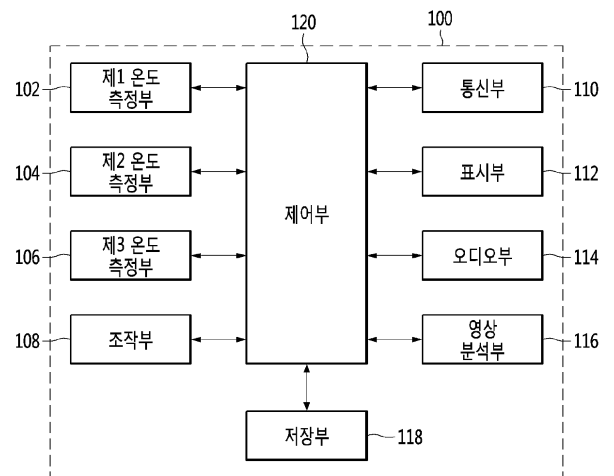 120
100
102
제1 온도
측정부
통신부
110
104
제2 온도
측정부
표시부
112
제어부
106
제3 온도
측정부
오디오부
114
108
조작부
영상
분석부
116
저장부
118